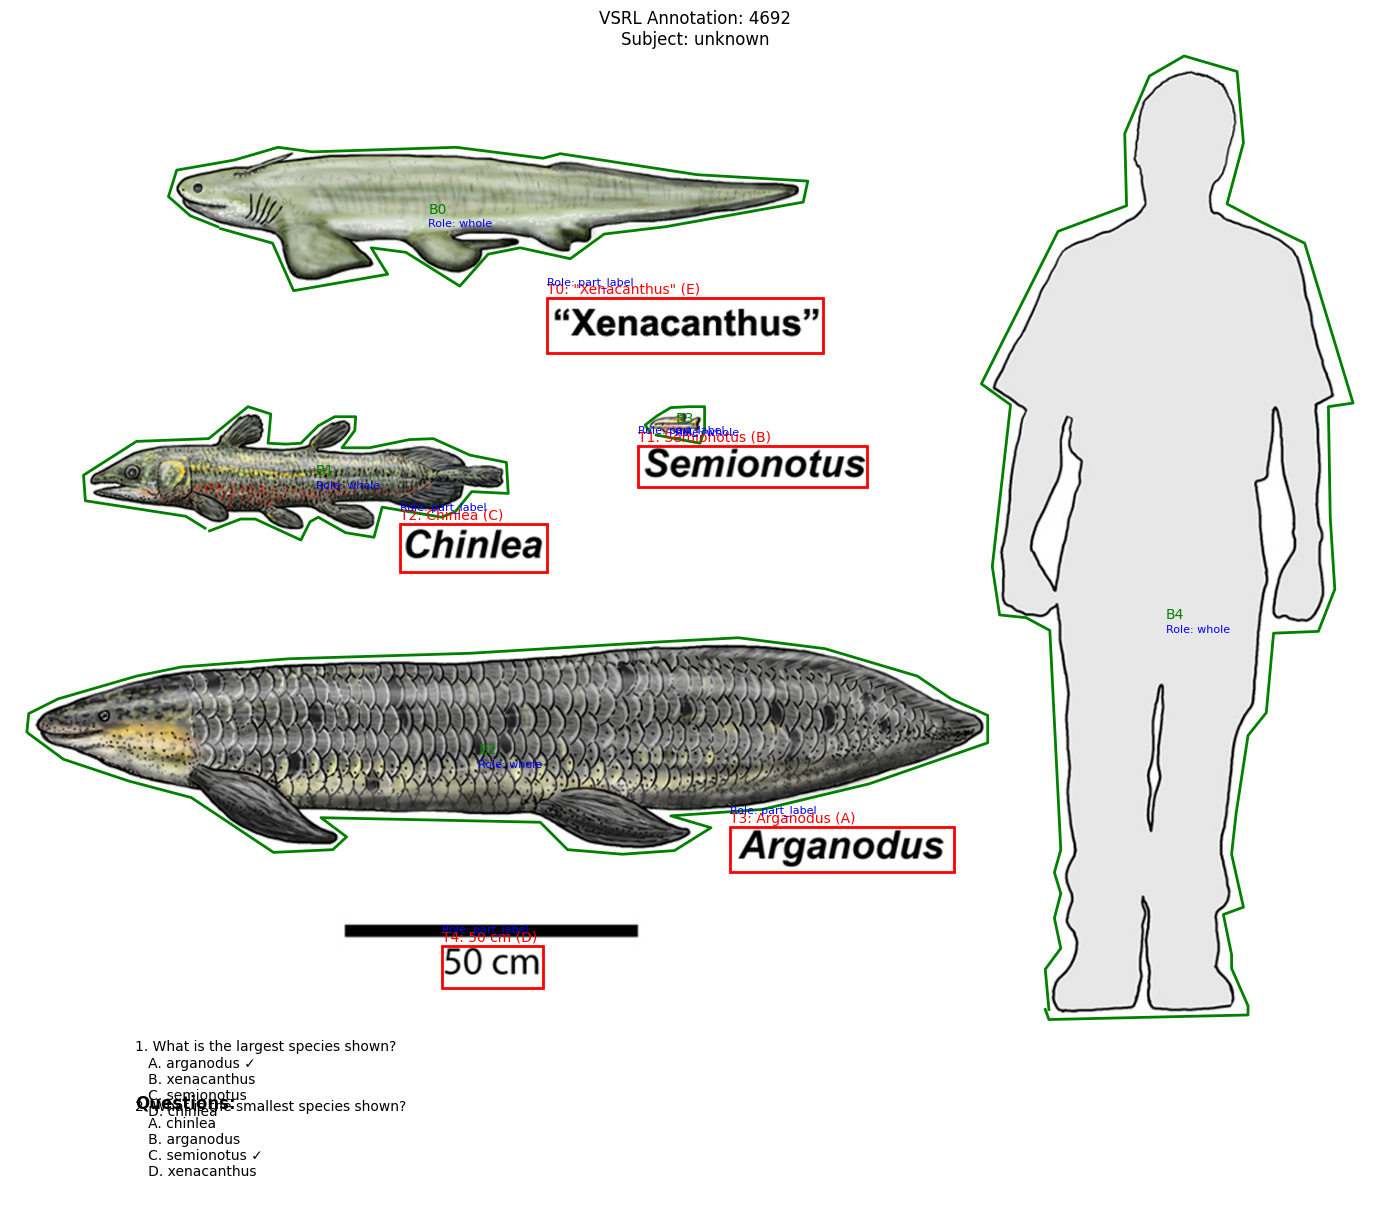 VSRL Annotation: 4692
Subject: unknown
B0
Role: whole
Role: part_label
T0: "Xenacanthus" (E)
“Xenacanthus”
B3
Role: whole
Role: part_label
T1: Semionotus (B)
Semionotus
B1
Role: whole
Role: part_label
T2: Chinlea (C)
Chinlea
B4
Role: whole
B2
Role: whole
Role: part_label
T3: Arganodus (A)
Arganodus
Role: part_label
T4: 50 cm (D)
50 cm
1. What is the largest species shown?
A. arganodus ✓
B. xenacanthus
C. semionotus
D. chinlea
Questions:
2. What is the smallest species shown?
A. chinlea
B. arganodus
C. semionotus ✓
D. xenacanthus